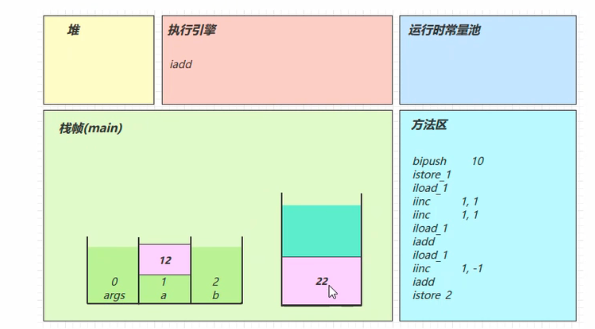 堆
执行引擎
iadd
运行时常量池
栈帧(main)
12
0
args
1
a
2
b
22
方法区
bipush 10
istore_1
iload_1
iinc 1, 1
iinc 1, 1
iload_1
iadd
iload_1
iinc 1, -1
iadd
istore 2